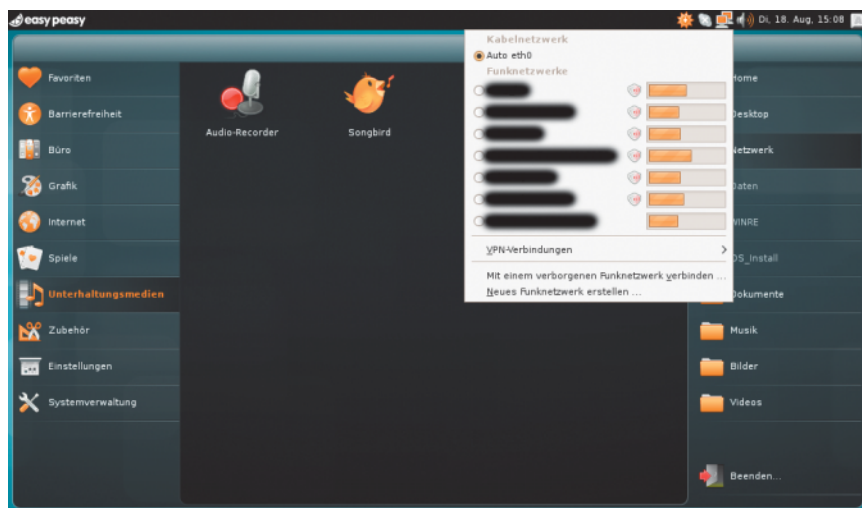 easy peasy
Di, 18. Aug, 15:08
Kabelnetzwerk
Auto eth0
Funknetzwerke
VPN-Verbindungen
Mit einem verborgenen Funknetzwerk verbinden ...
Neues Funknetzwerk erstellen ...
Favoriten
Barrierefreiheit
Büro
Grafik
Internet
Spiele
Unterhaltungsmedien
Zubehör
Einstellungen
Systemverwaltung
Audio-Recorder
Songbird
Home
Desktop
Netzwerk
Daten
WINRE
OS_Install
Dokumente
Musik
Bilder
Videos
Beenden...